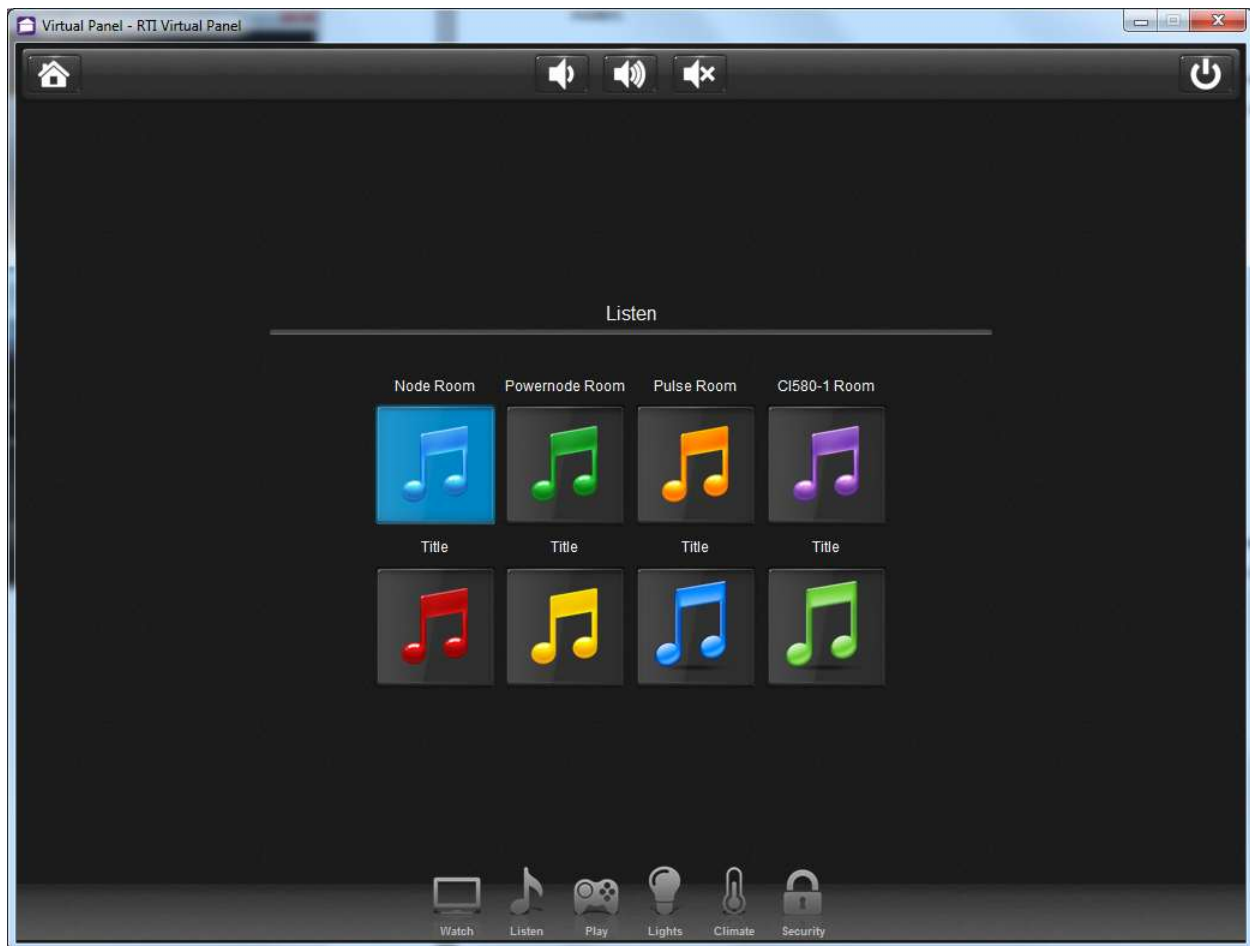 Virtual Panel - RTI Virtual Panel
Listen
Node Room Powernode Room Pulse Room CI580-1 Room
Title Title Title Title
Watch Listen Play Lights Climate Security